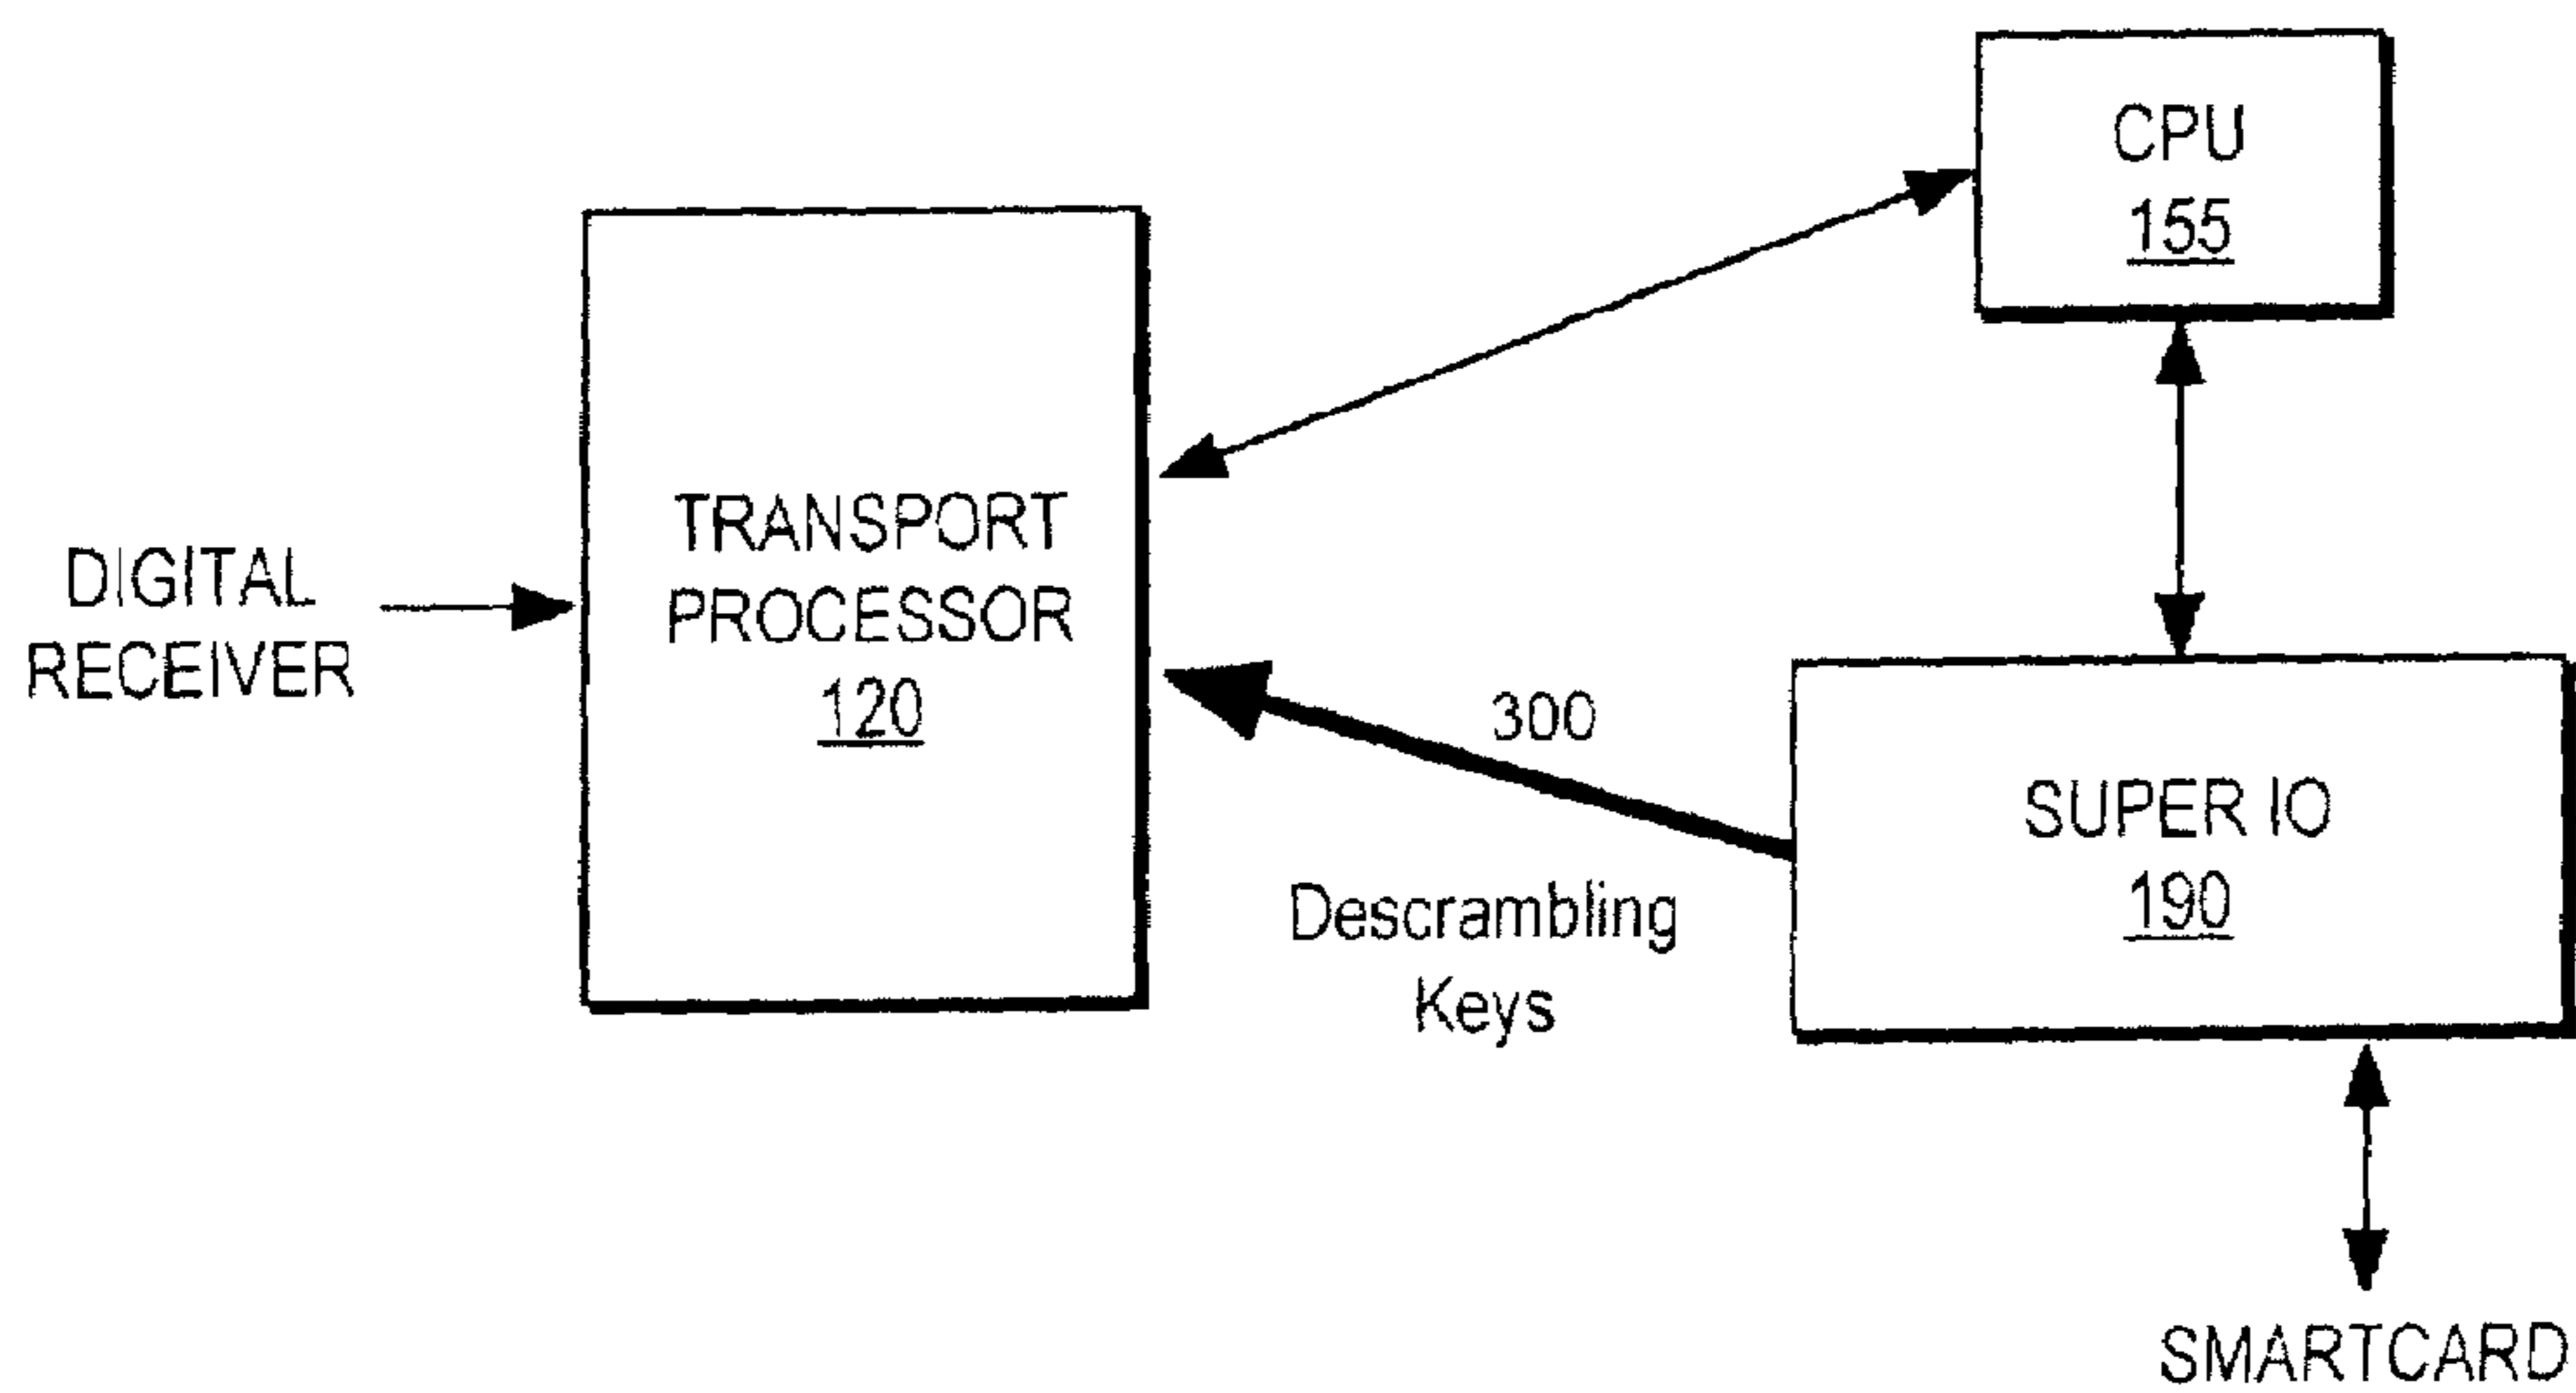 CPU
155
TRANSPORT
PROCESSOR
120
DIGITAL
RECEIVER
300
Descrambling
Keys
SUPER IO
190
SMARTCARD